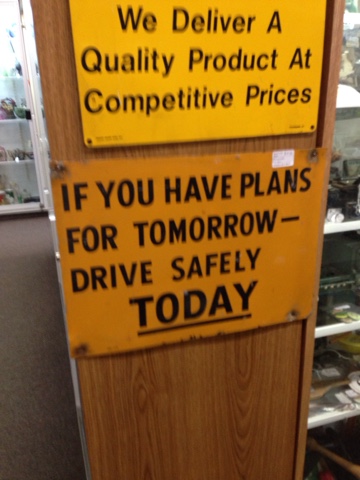 We Deliver A
Quality Product At
Competitive Prices
IF YOU HAVE PLANS
FOR TOMORROW—
DRIVE SAFELY
TODAY